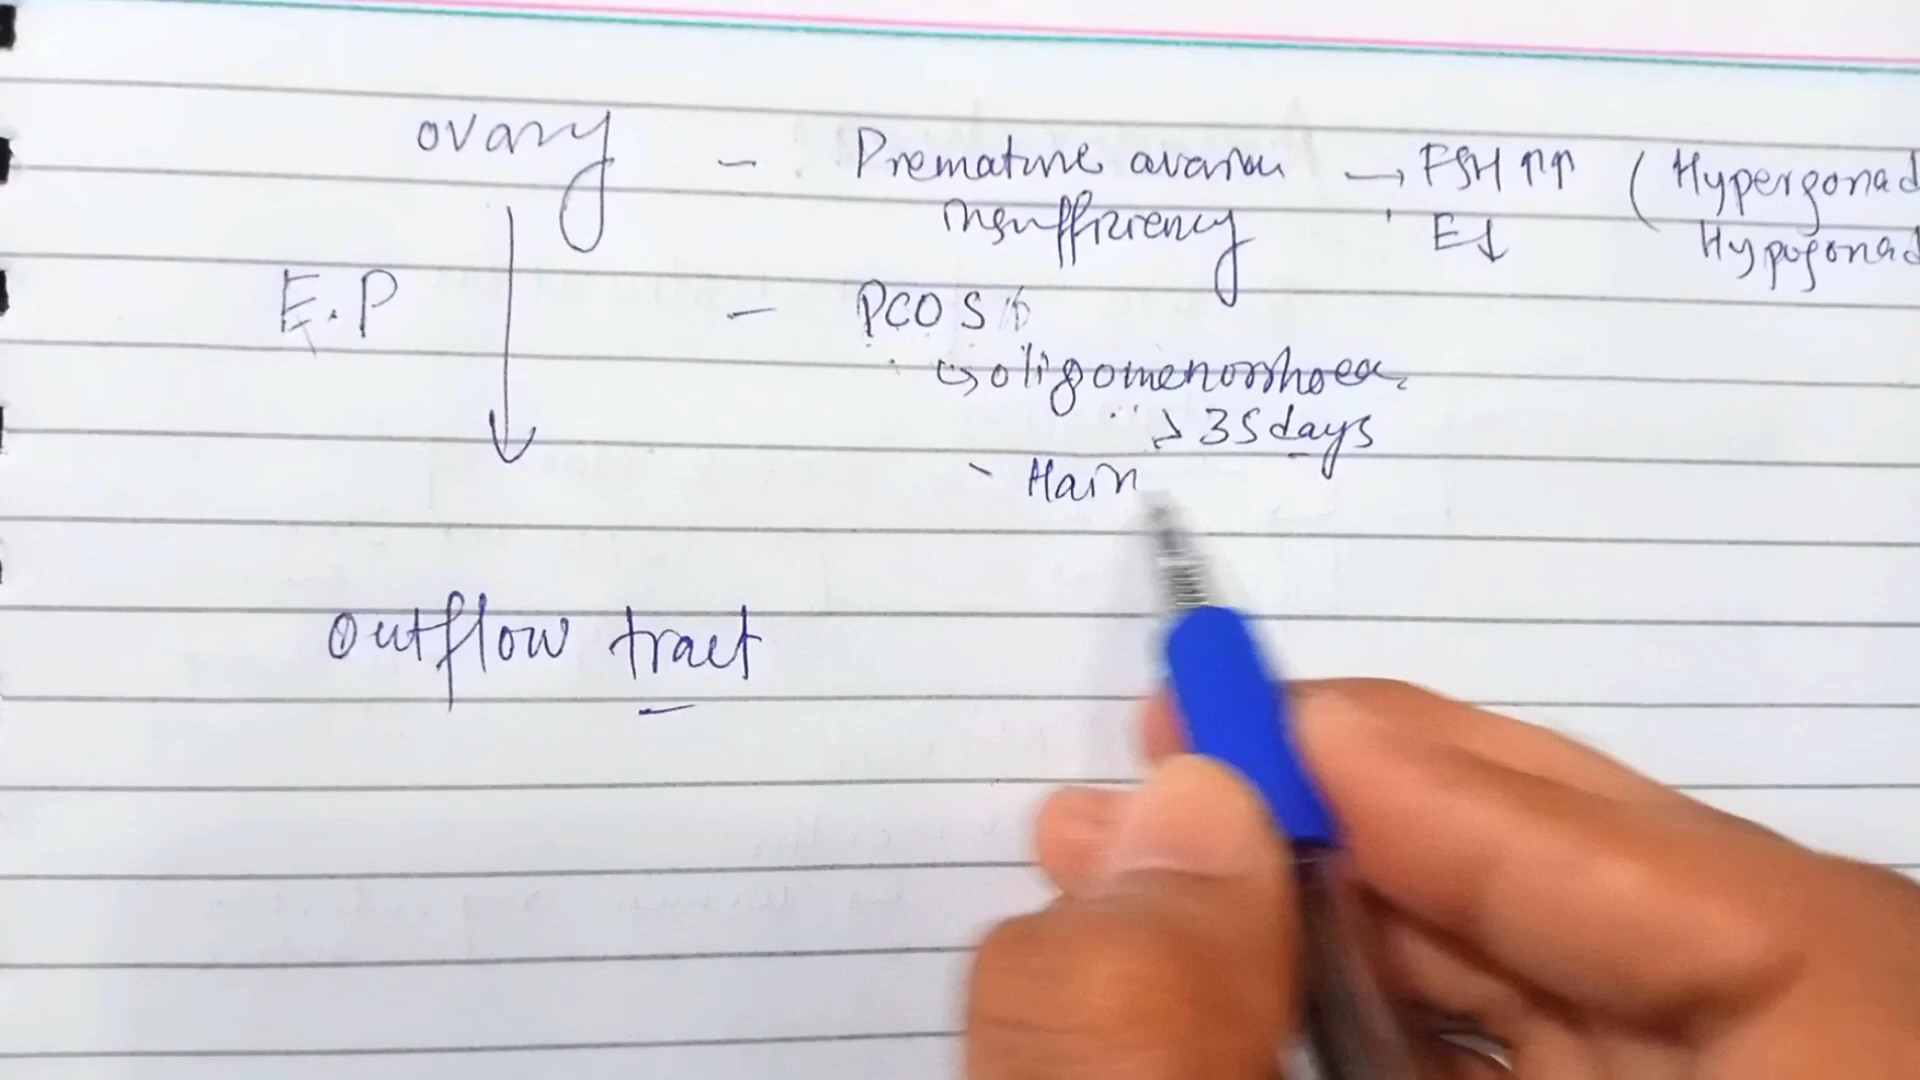 ovary - Premature ovarian → FSH ↑↑ (Hypergonad
insufficiency E↓ Hypogonad
E.P - PCOS
↳ oligomenorrhoea
> 35 days
- Hair
outflow tract